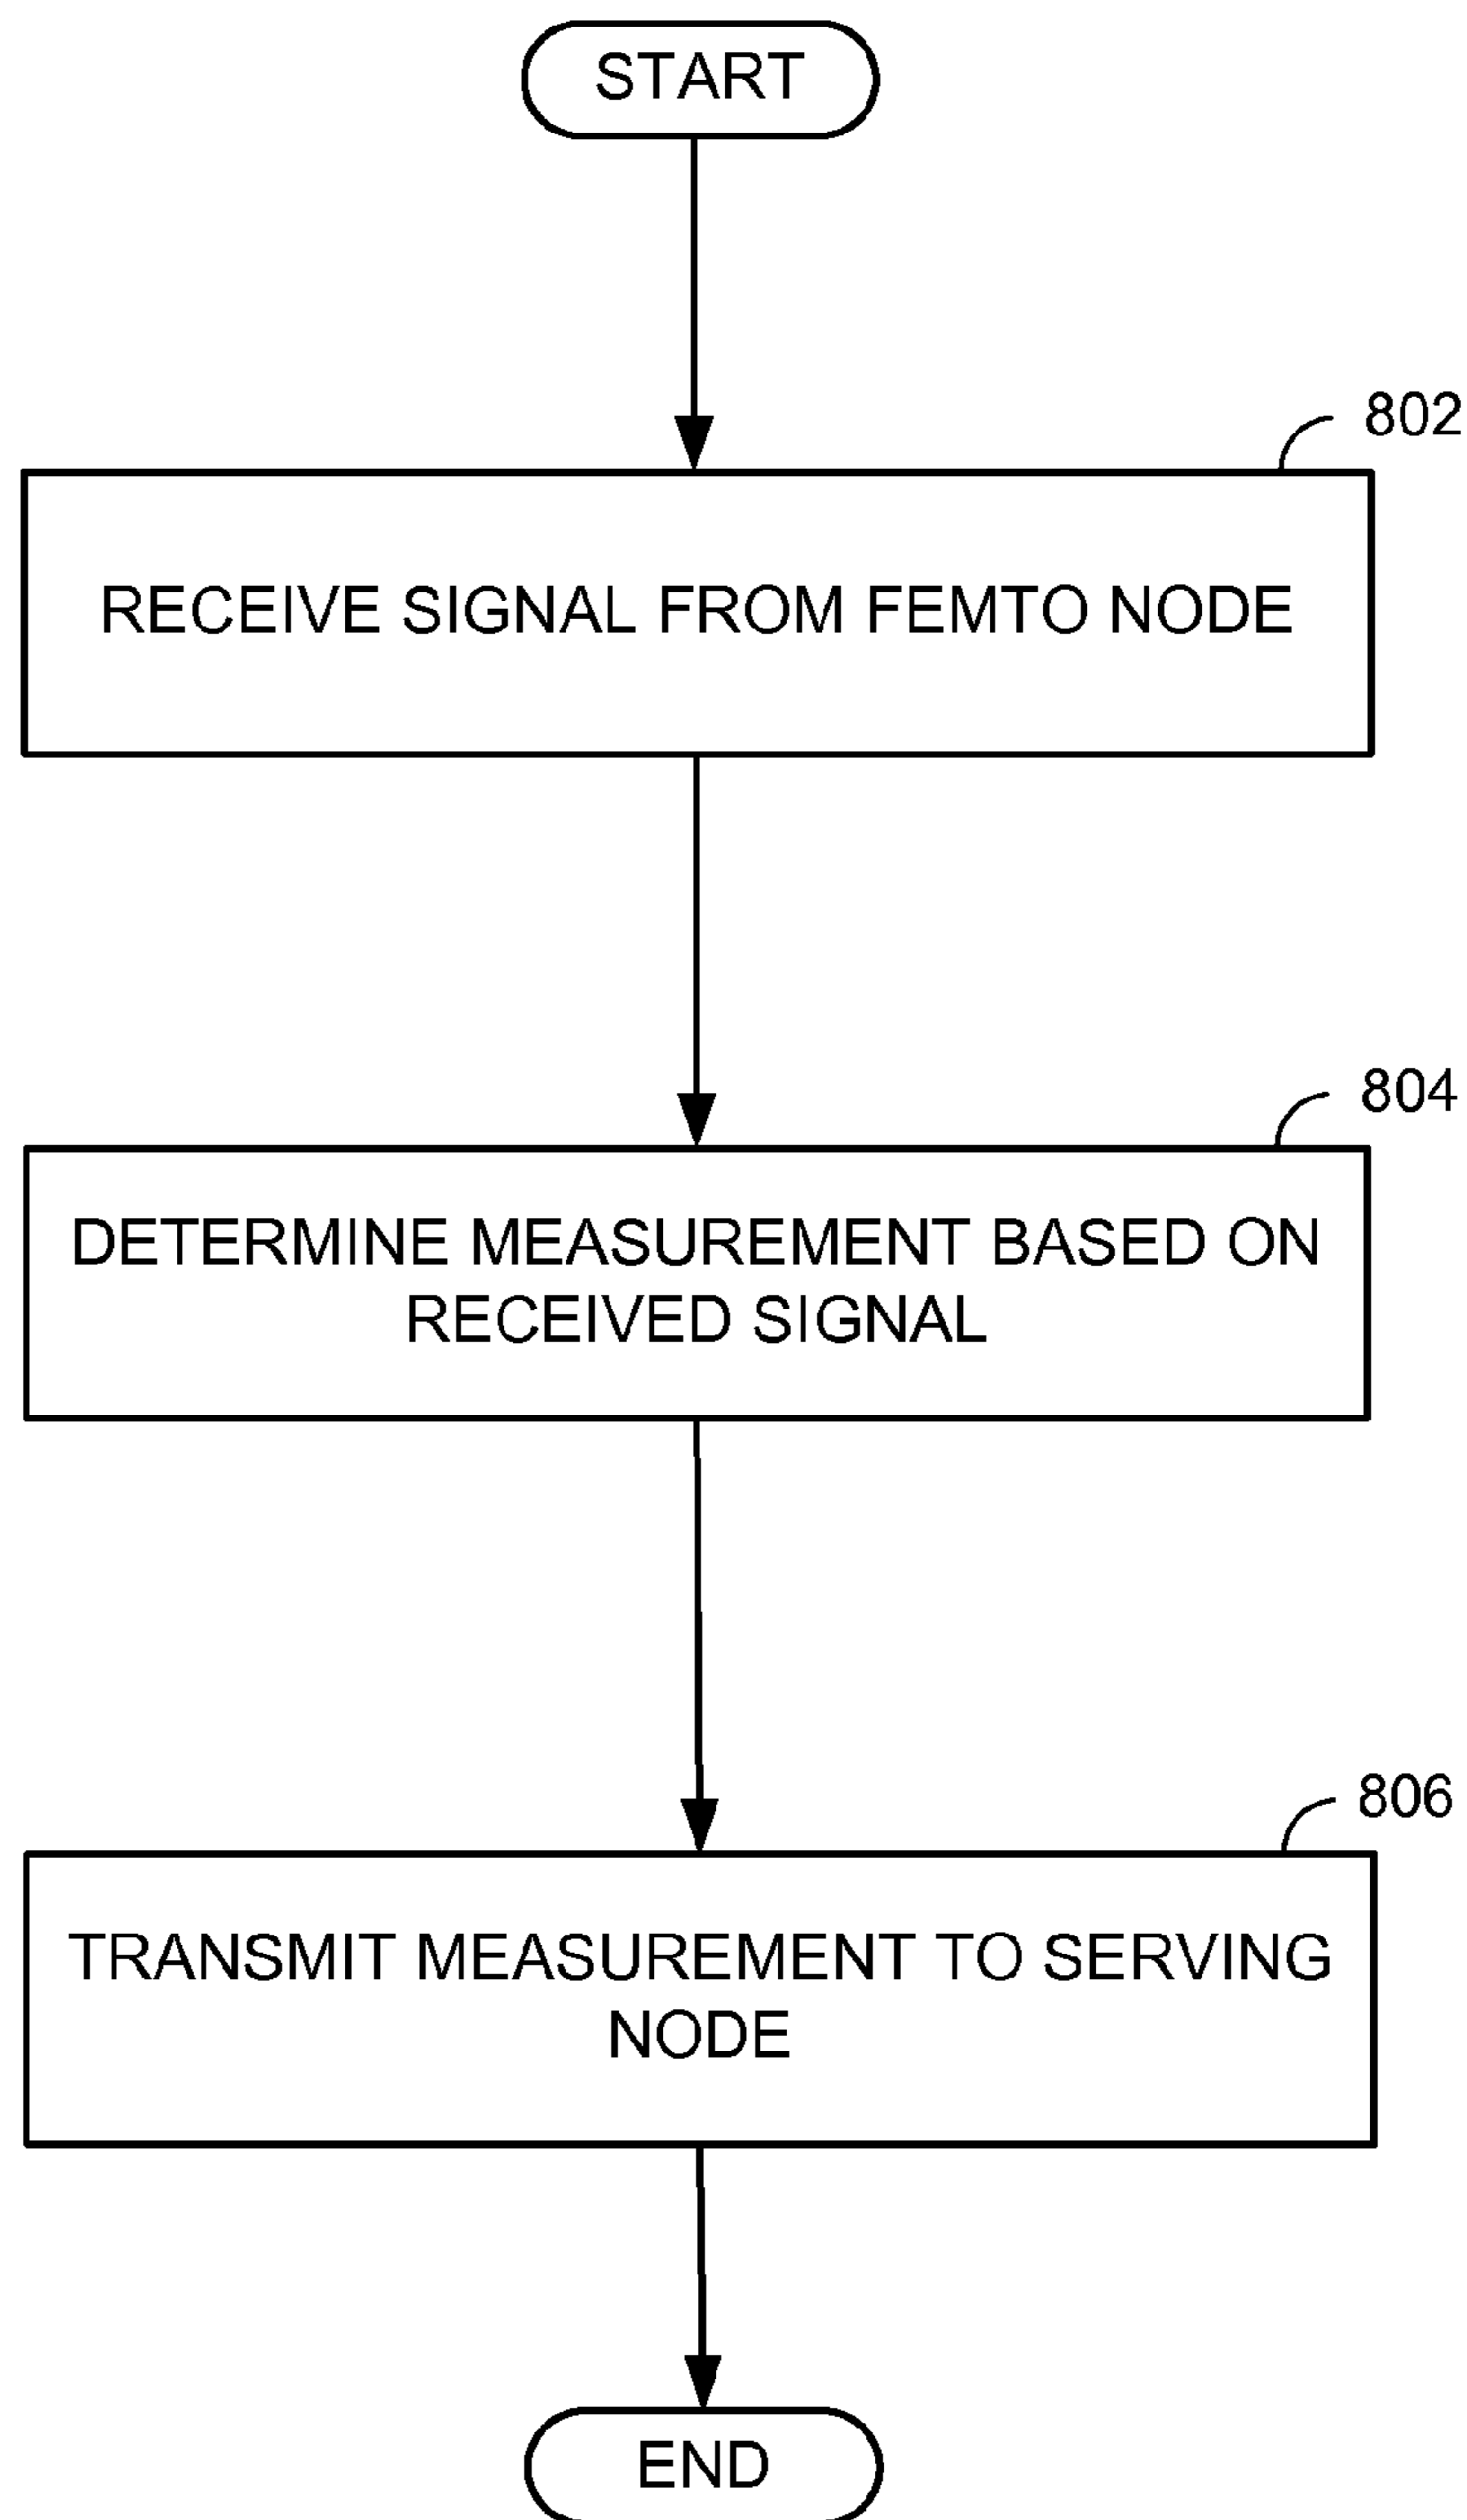 START
802
RECEIVE SIGNAL FROM FEMTO NODE
804
DETERMINE MEASUREMENT BASED ON
RECEIVED SIGNAL
806
TRANSMIT MEASUREMENT TO SERVING
NODE
END